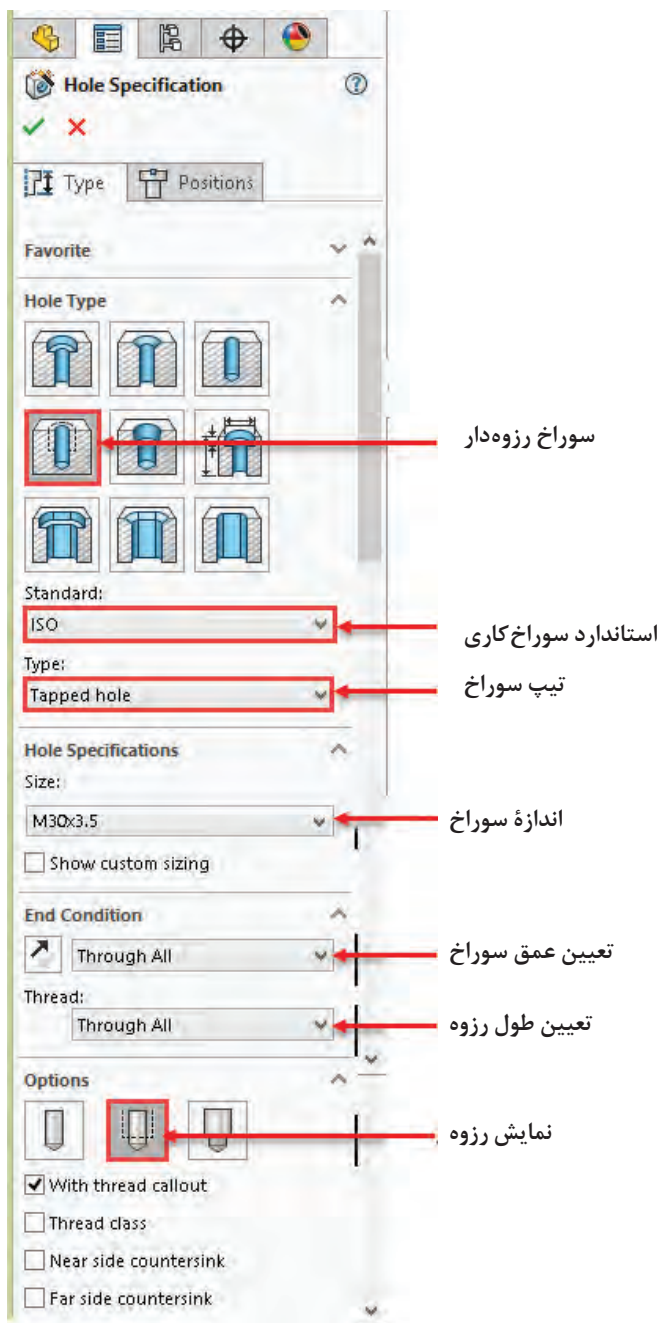 Hole Specification
Type
Positions
Favorite
Hole Type
سوراخ رزوه‌دار
Standard:
ISO
استاندارد سوراخ‌کاری
Type:
Tapped hole
تیپ سوراخ
Hole Specifications
Size:
M30x3.5
اندازهٔ سوراخ
Show custom sizing
End Condition
Through All
تعیین عمق سوراخ
Thread:
Through All
تعیین طول رزوه
Options
نمایش رزوه
With thread callout
Thread class
Near side countersink
Far side countersink